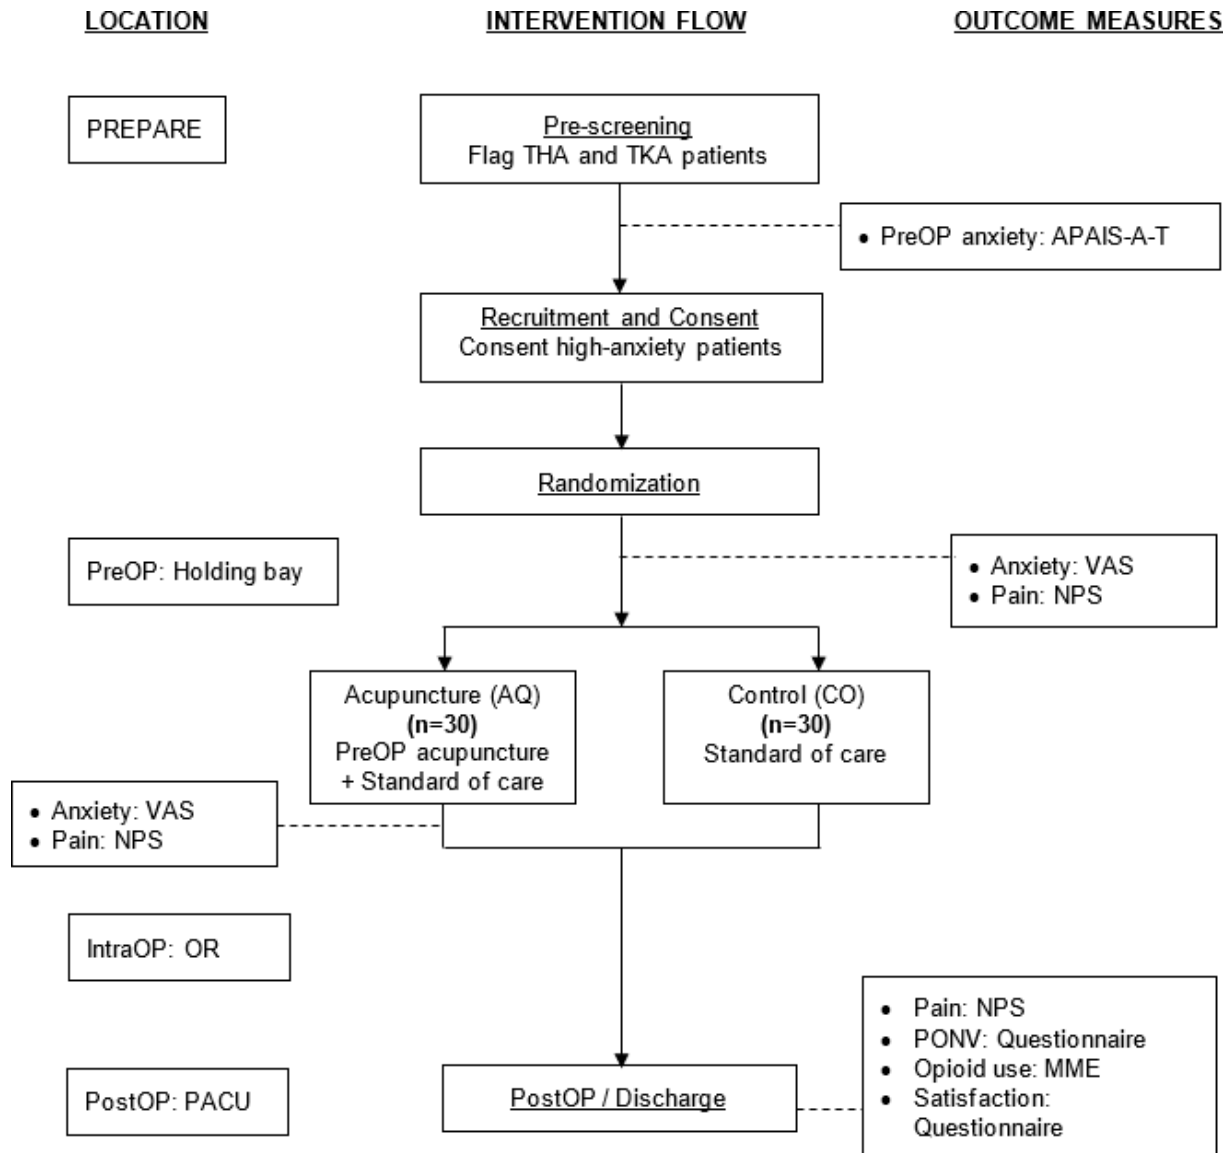 LOCATION
INTERVENTION FLOW
OUTCOME MEASURES
PREPARE
Pre-screening
Flag THA and TKA patients
• PreOP anxiety: APAIS-A-T
Recruitment and Consent
Consent high-anxiety patients
Randomization
PreOP: Holding bay
• Anxiety: VAS
• Pain: NPS
Acupuncture (AQ)
(n=30)
PreOP acupuncture
+ Standard of care
Control (CO)
(n=30)
Standard of care
• Anxiety: VAS
• Pain: NPS
IntraOP: OR
PostOP: PACU
PostOP / Discharge
• Pain: NPS
• PONV: Questionnaire
• Opioid use: MME
• Satisfaction:
Questionnaire